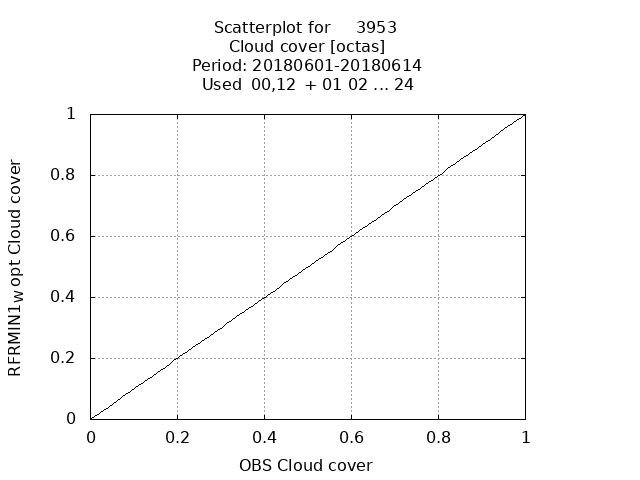 Scatterplot for 3953
Cloud cover [octas]
Period: 20180601-20180614
Used 00,12 + 01 02 ... 24
1
0.8
0.6
0.4
0.2
0
0 0.2 0.4 0.6 0.8 1
RFRMIN1wopt Cloud cover
OBS Cloud cover